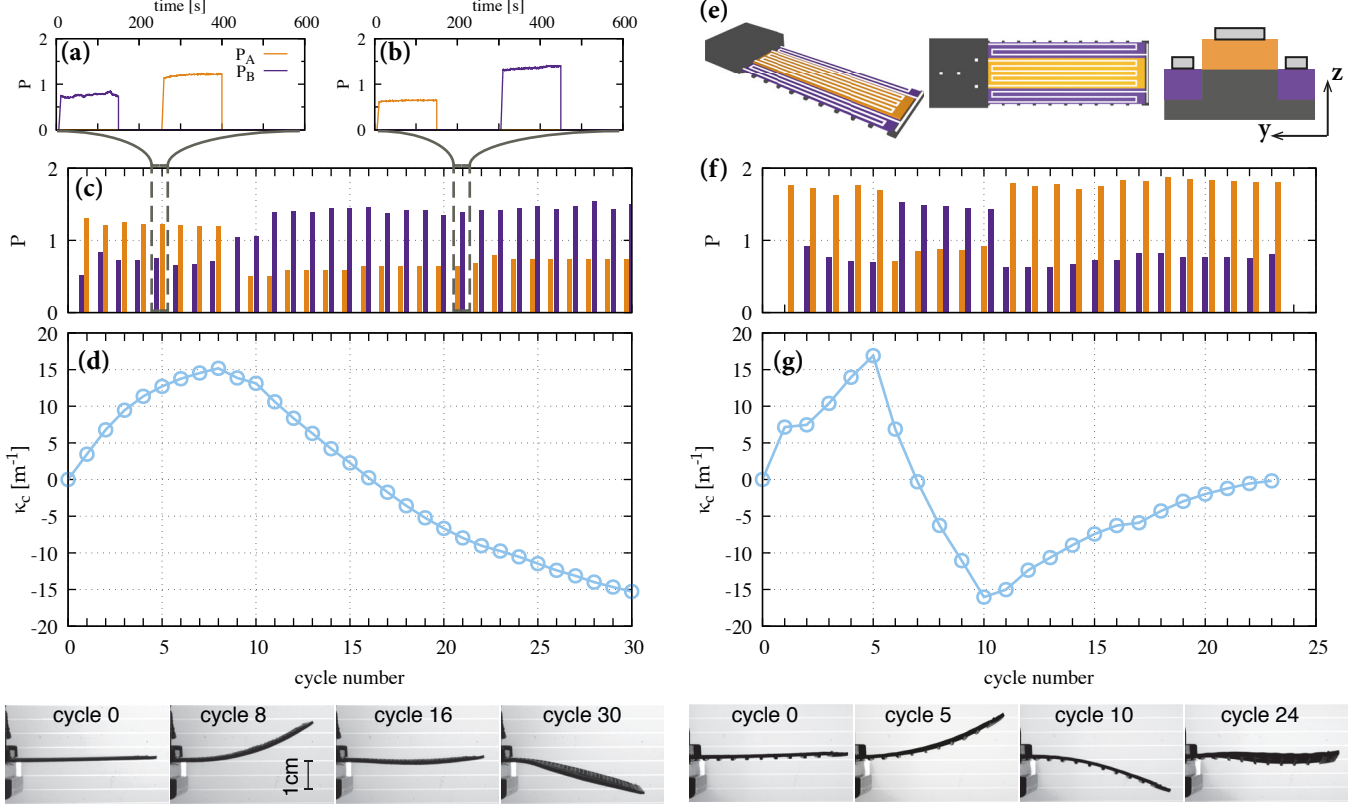 time [s] time [s]
0 200 400 600 0 200 400 600
(a) P_A P_B (b)
2 2
P 1 P 1
0 0
(c)
2
P 1
0
(d)
20
15
10
5
κ_c [m⁻¹] 0
-5
-10
-15
-20
0 5 10 15 20 25 30
cycle number
cycle 0 cycle 8 cycle 16 cycle 30
1cm
(e)
z
y
(f)
2
P 1
0
(g)
20
15
10
5
κ_c [m⁻¹] 0
-5
-10
-15
-20
0 5 10 15 20 25
cycle number
cycle 0 cycle 5 cycle 10 cycle 24